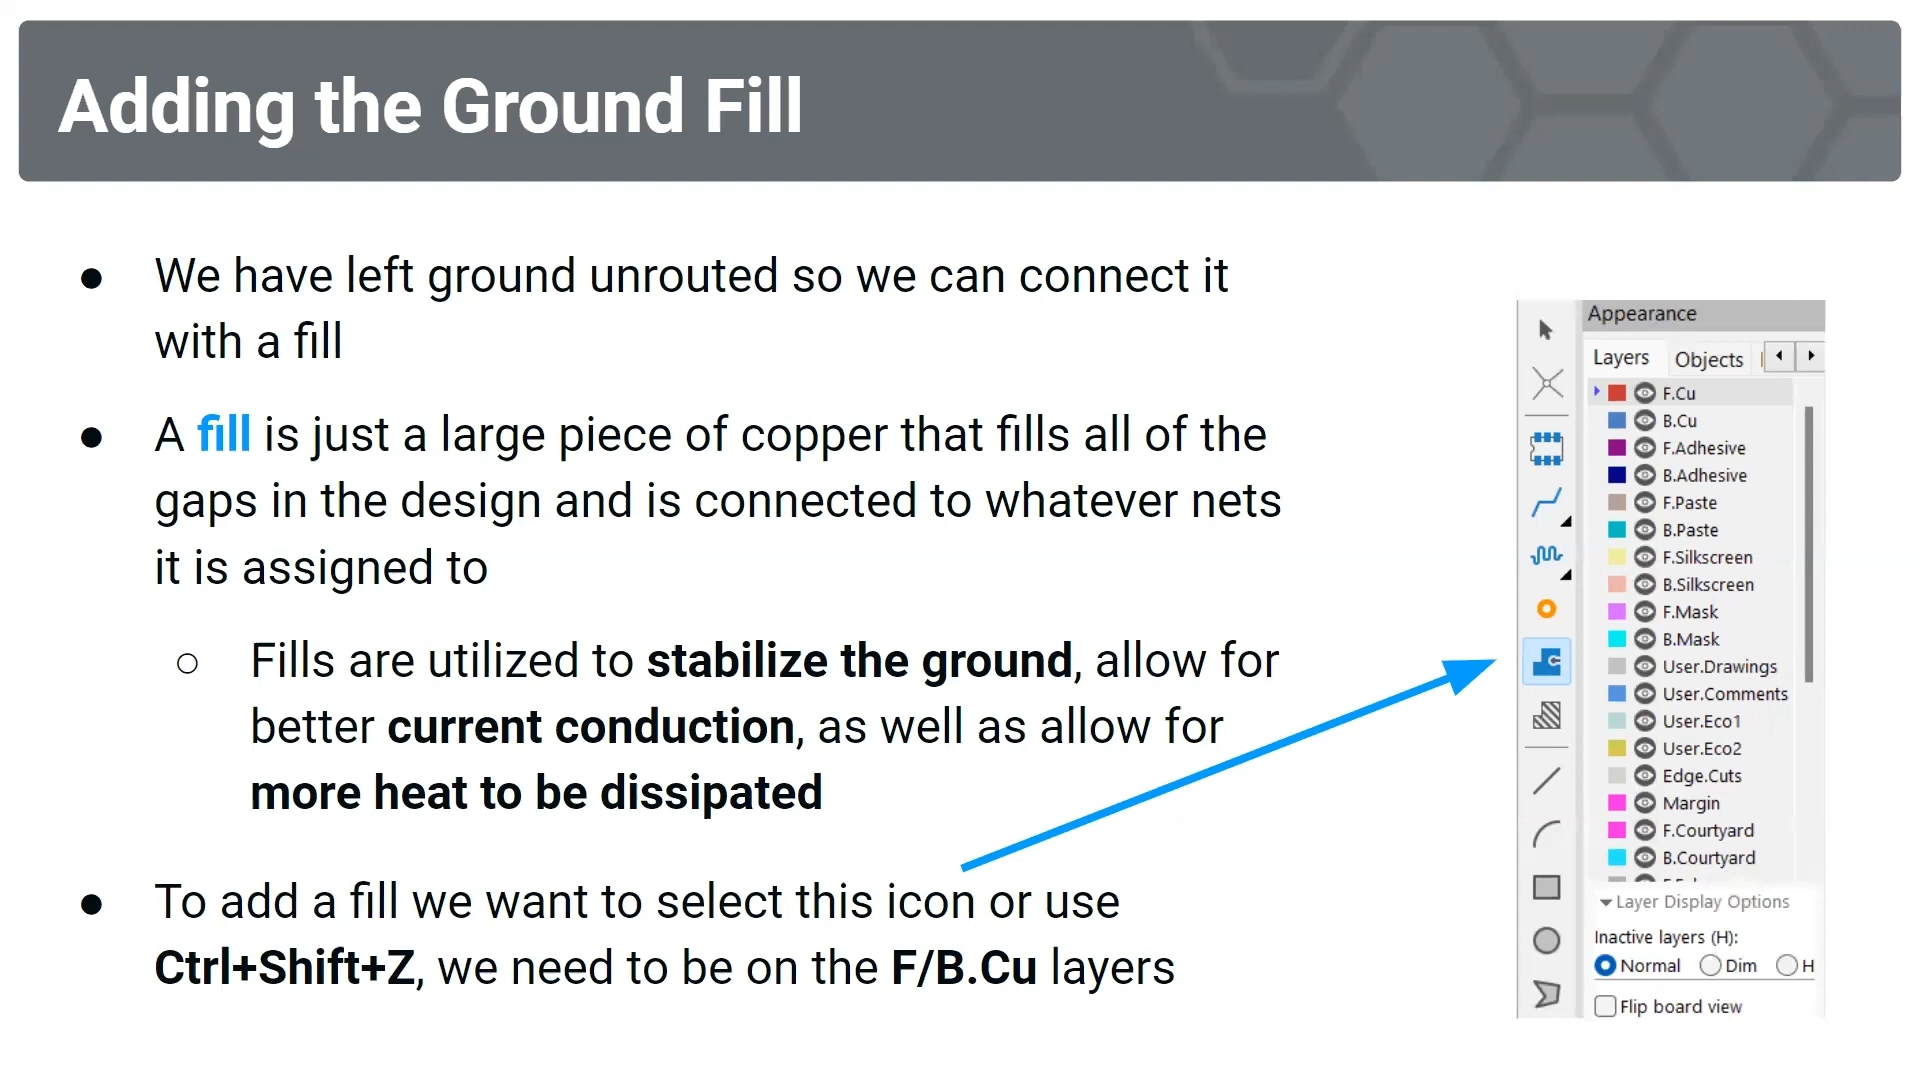 Adding the Ground Fill
● We have left ground unrouted so we can connect it
with a fill
● A fill is just a large piece of copper that fills all of the
gaps in the design and is connected to whatever nets
it is assigned to
○ Fills are utilized to stabilize the ground, allow for
better current conduction, as well as allow for
more heat to be dissipated
● To add a fill we want to select this icon or use
Ctrl+Shift+Z, we need to be on the F/B.Cu layers
Appearance
Layers Objects
F.Cu
B.Cu
F.Adhesive
B.Adhesive
F.Paste
B.Paste
F.Silkscreen
B.Silkscreen
F.Mask
B.Mask
User.Drawings
User.Comments
User.Eco1
User.Eco2
Edge.Cuts
Margin
F.Courtyard
B.Courtyard
Layer Display Options
Inactive layers (H):
Normal Dim H
Flip board view